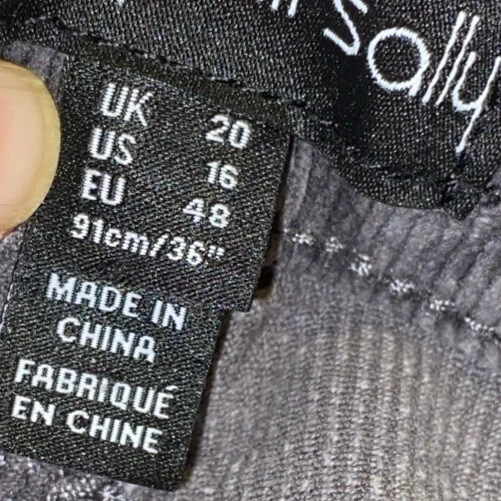 sally
UK 20
US 16
EU 48
91cm/36"
MADE IN
CHINA
FABRIQUÉ
EN CHINE